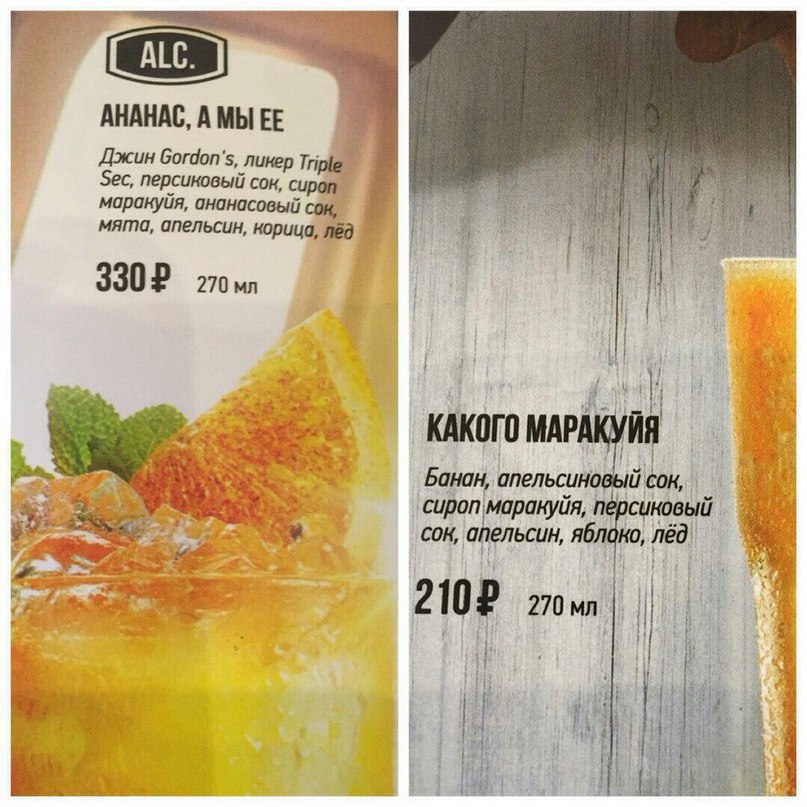 ALC.
АНАНАС, А МЫ ЕЕ
Джин Gordon's, ликер Triple
Sec, персиковый сок, сироп
маракуйя, ананасовый сок,
мята, апельсин, корица, лёд
330 ₽ 270 мл
КАКОГО МАРАКУЙЯ
Банан, апельсиновый сок,
сироп маракуйя, персиковый
сок, апельсин, яблоко, лёд
210 ₽ 270 мл